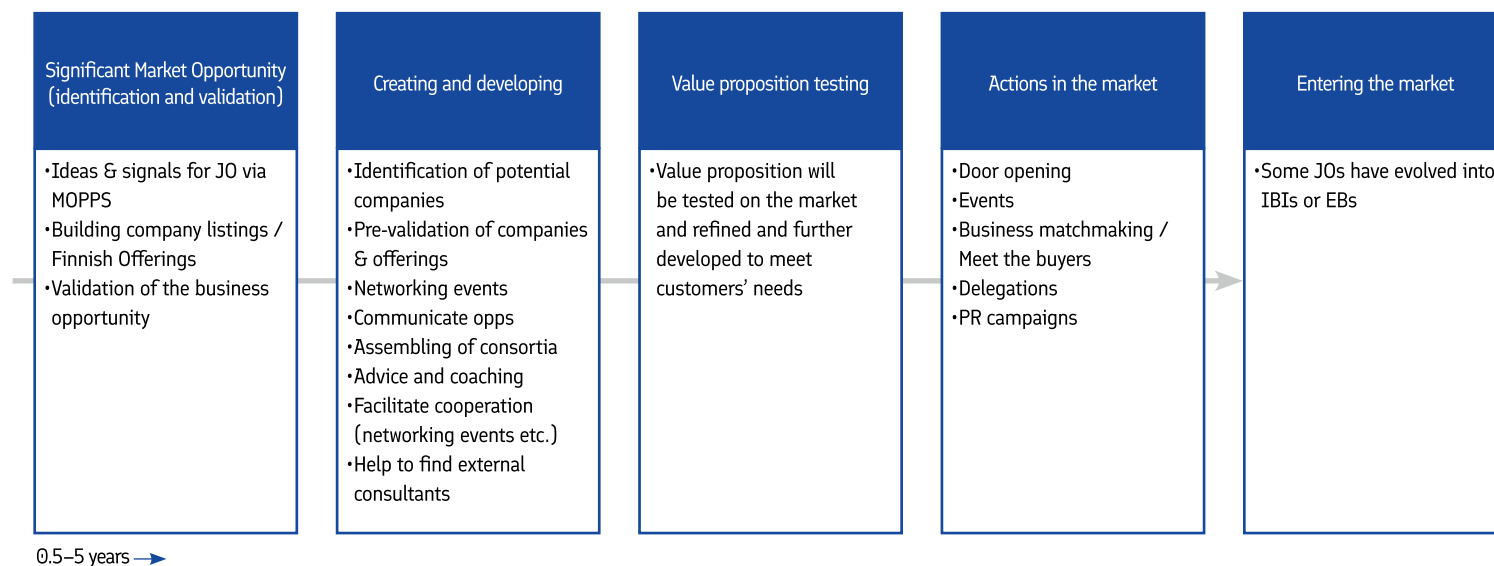 Significant Market Opportunity
(identification and validation)
•Ideas & signals for JO via
MOPPS
•Building company listings /
Finnish Offerings
•Validation of the business
opportunity
Creating and developing
•Identification of potential
companies
•Pre-validation of companies
& offerings
•Networking events
•Communicate opps
•Assembling of consortia
•Advice and coaching
•Facilitate cooperation
(networking events etc.)
•Help to find external
consultants
Value proposition testing
•Value proposition will
be tested on the market
and refined and further
developed to meet
customers’ needs
Actions in the market
•Door opening
•Events
•Business matchmaking /
Meet the buyers
•Delegations
•PR campaigns
Entering the market
•Some JOs have evolved into
IBIs or EBs
0.5–5 years